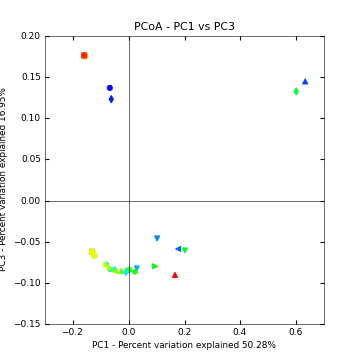 PCoA - PC1 vs PC3
PC3 - Percent variation explained 16.95%
0.20
0.15
0.10
0.05
0.00
−0.05
−0.10
−0.15
−0.2 0.0 0.2 0.4 0.6
PC1 - Percent variation explained 50.28%